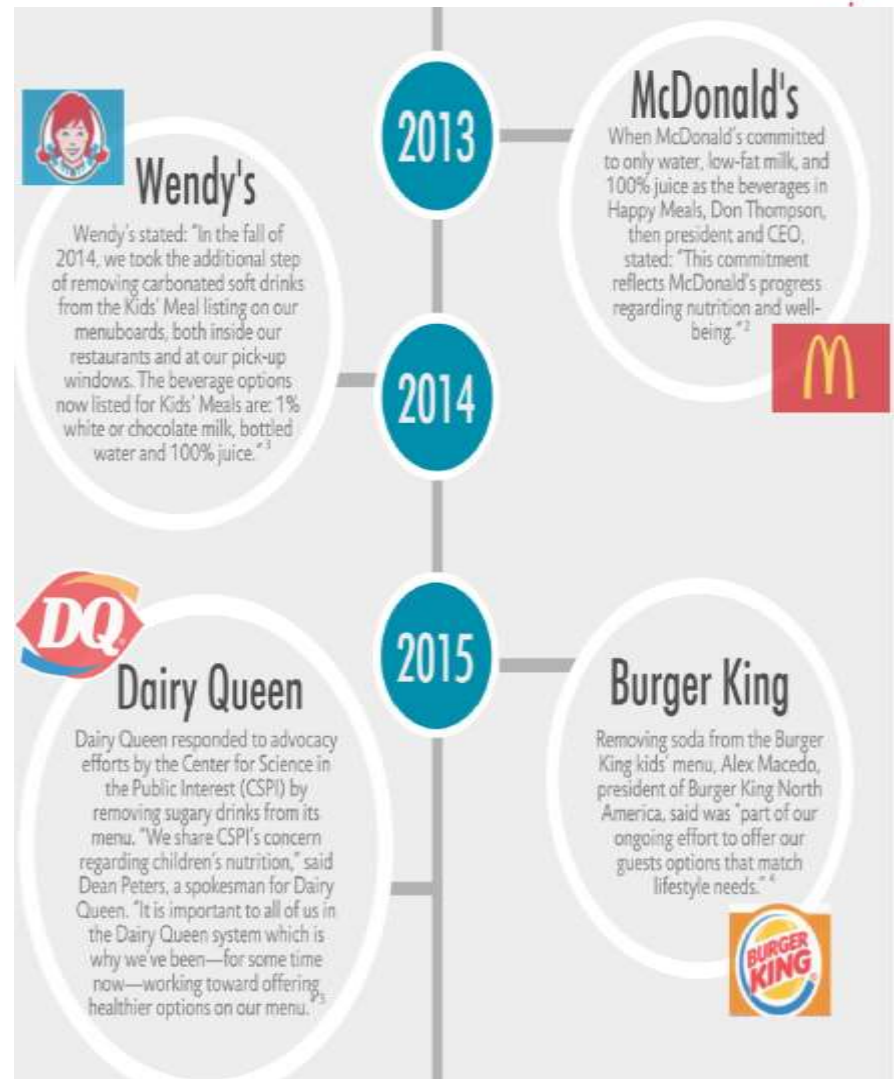 2013
McDonald's
When McDonald's committed
to only water, low-fat milk, and
100% juice as the beverages in
Happy Meals, Don Thompson,
then president and CEO,
stated: "This commitment
reflects McDonald's progress
regarding nutrition and well-
being."2
Wendy's
Wendy's stated: "In the fall of
2014, we took the additional step
of removing carbonated soft drinks
from the Kids' Meal listing on our
menuboards, both inside our
restaurants and at our pick-up
windows. The beverage options
now listed for Kids' Meals are: 1%
white or chocolate milk, bottled
water and 100% juice."3
2014
2015
DQ
Dairy Queen
Dairy Queen responded to advocacy
efforts by the Center for Science in
the Public Interest (CSPI) by
removing sugary drinks from its
menu. "We share CSPI's concern
regarding children's nutrition," said
Dean Peters, a spokesman for Dairy
Queen. "It is important to all of us in
the Dairy Queen system which is
why we've been—for some time
now—working toward offering
healthier options on our menu."5
Burger King
Removing soda from the Burger
King kids' menu, Alex Macedo,
president of Burger King North
America, said was "part of our
ongoing effort to offer our
guests options that match
lifestyle needs."4
BURGER
KING